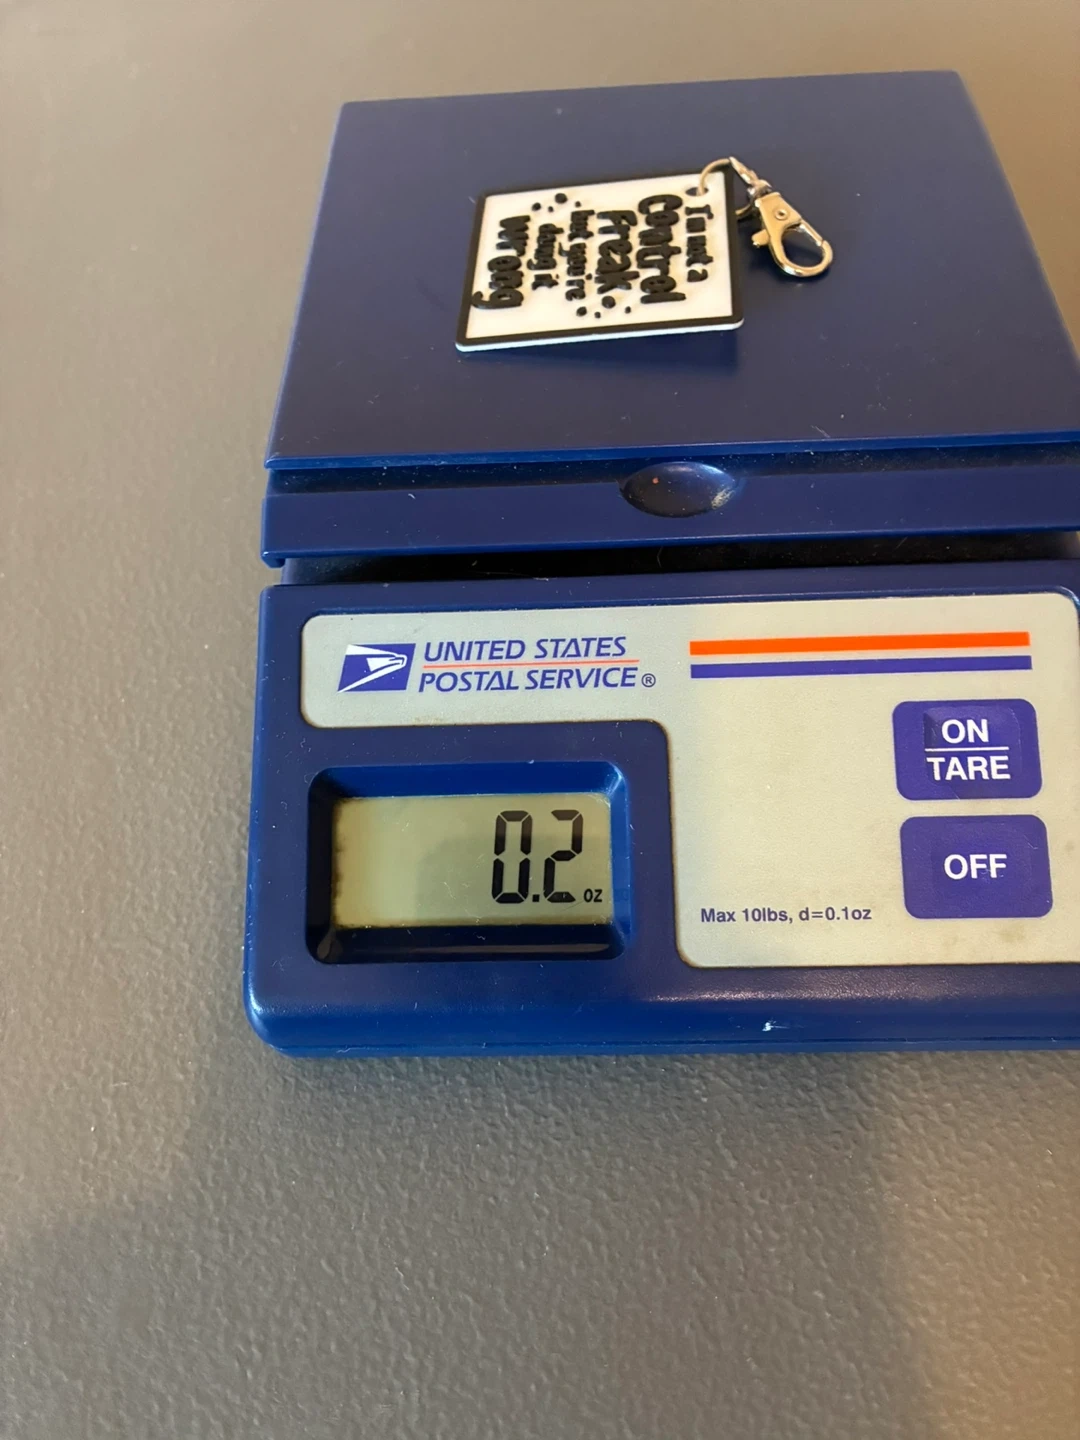 I'm not a
Control
Freak
but you're
doing it
wrong
UNITED STATES
POSTAL SERVICE®
ON
TARE
0.2 oz
OFF
Max 10lbs, d=0.1oz